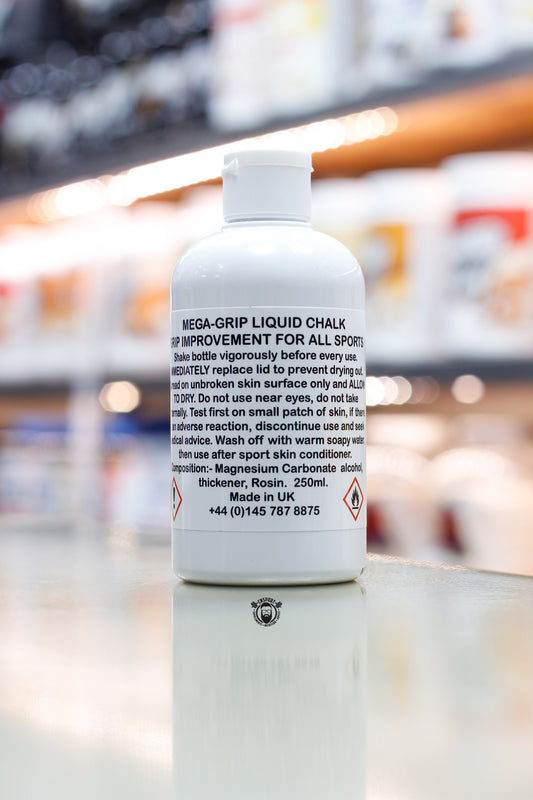 MEGA-GRIP LIQUID CHALK
RIP IMPROVEMENT FOR ALL SPORTS
Shake bottle vigorously before every use.
MMEDIATELY replace lid to prevent drying out.
read on unbroken skin surface only and ALLOW
TO DRY. Do not use near eyes, do not take
ernally. Test first on small patch of skin, if there
an adverse reaction, discontinue use and seek
edical advice. Wash off with warm soapy water
then use after sport skin conditioner.
Composition:- Magnesium Carbonate alcohol,
thickener, Rosin. 250ml.
Made in UK
+44 (0)145 787 8875